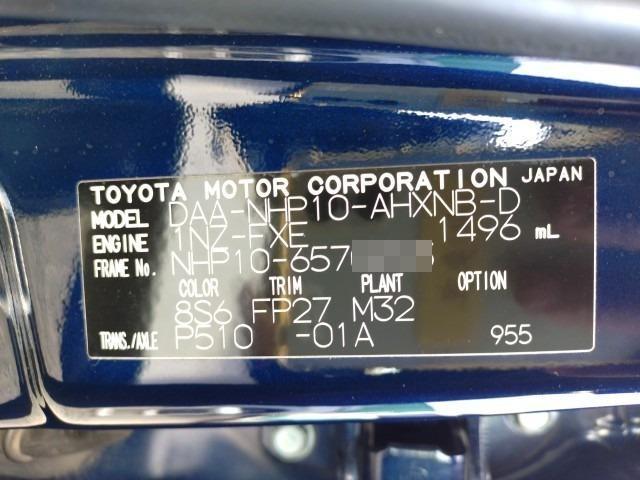 TOYOTA MOTOR CORPORATION JAPAN
MODEL DAA-NHP10-AHXNB-D
ENGINE 1NZ-FXE 1496 mL
FRAME No. NHP10-657
COLOR TRIM PLANT OPTION
8S6 FP27 M32
TRANS./AXLE P510 -01A 955